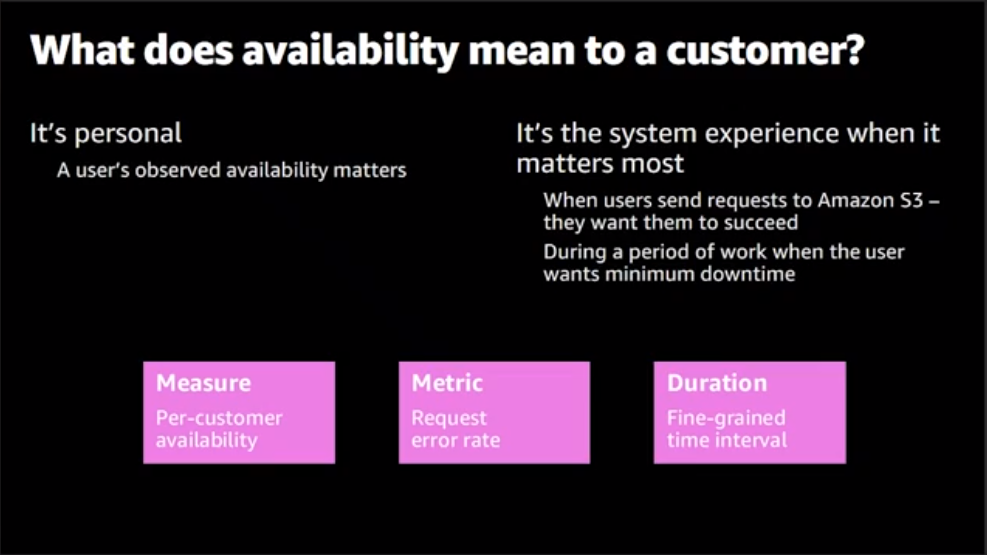 What does availability mean to a customer?
It's personal
A user's observed availability matters
It's the system experience when it
matters most
When users send requests to Amazon S3 –
they want them to succeed
During a period of work when the user
wants minimum downtime
Measure
Per-customer
availability
Metric
Request
error rate
Duration
Fine-grained
time interval